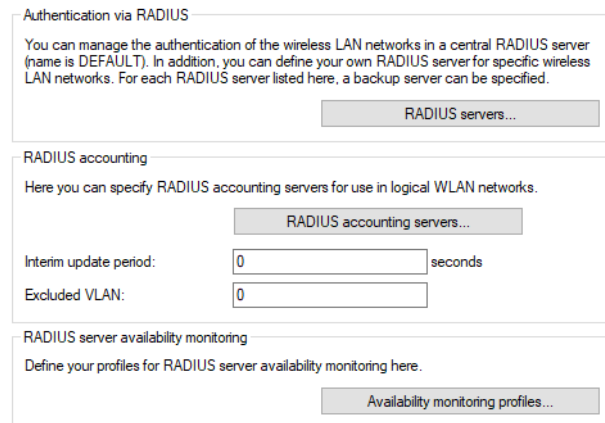 Authentication via RADIUS
You can manage the authentication of the wireless LAN networks in a central RADIUS server
(name is DEFAULT). In addition, you can define your own RADIUS server for specific wireless
LAN networks. For each RADIUS server listed here, a backup server can be specified.
RADIUS servers...
RADIUS accounting
Here you can specify RADIUS accounting servers for use in logical WLAN networks.
RADIUS accounting servers...
Interim update period: 0 seconds
Excluded VLAN: 0
RADIUS server availability monitoring
Define your profiles for RADIUS server availability monitoring here.
Availability monitoring profiles...